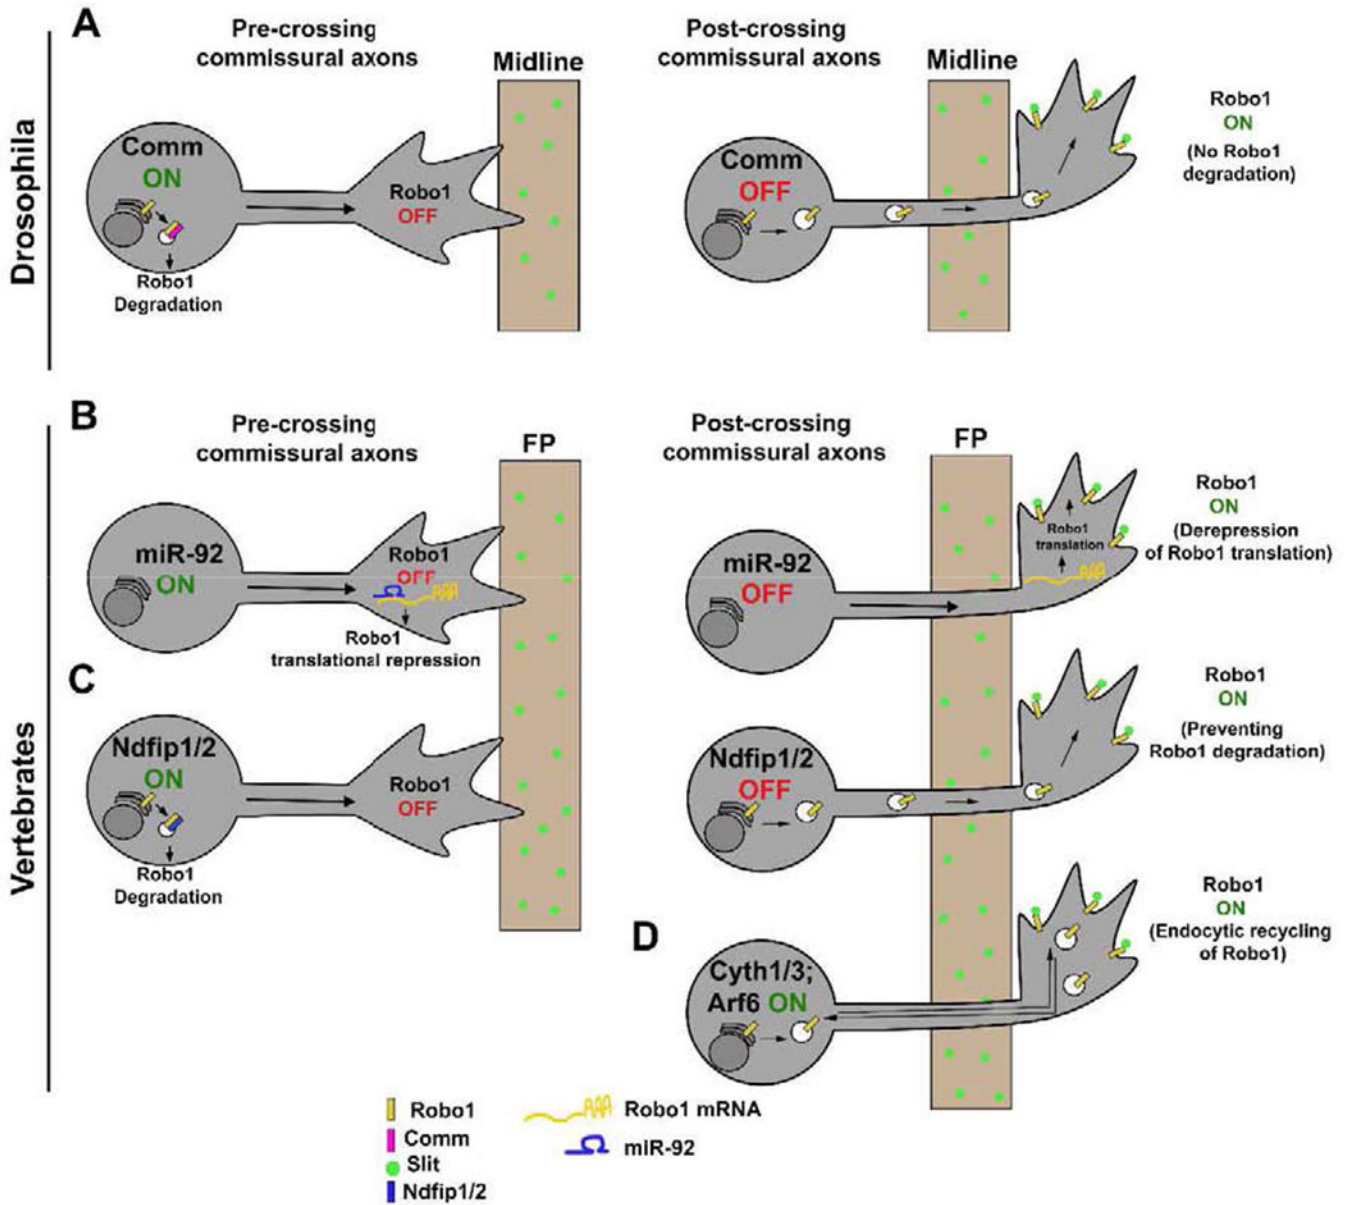 A
Pre-crossing
commissural axons
Midline
Post-crossing
commissural axons
Midline
Drosophila
Comm
ON
Robo1
Degradation
Robo1
OFF
Comm
OFF
Robo1
ON
(No Robo1
degradation)
B
Pre-crossing
commissural axons
FP
Post-crossing
commissural axons
FP
Vertebrates
miR-92
ON
Robo1
OFF
AAA
Robo1
translational repression
miR-92
OFF
Robo1
translation
AAA
Robo1
ON
(Derepression
of Robo1 translation)
C
Ndfip1/2
ON
Robo1
Degradation
Robo1
OFF
Ndfip1/2
OFF
Robo1
ON
(Preventing
Robo1 degradation)
D
Cyth1/3;
Arf6 ON
Robo1
ON
(Endocytic recycling
of Robo1)
Robo1
Comm
Slit
Ndfip1/2
AAA Robo1 mRNA
miR-92